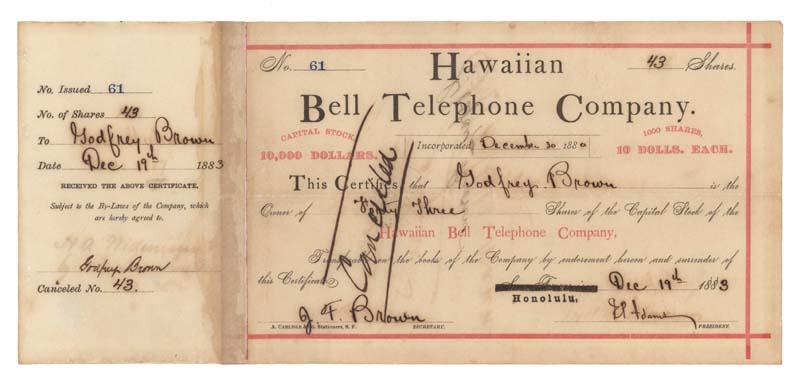 No. Issued 61
No. of Shares 43
To Godfrey Brown
Date Dec 19th 1883
RECEIVED THE ABOVE CERTIFICATE,
Subject to the By-Laws of the Company, which
are hereby agreed to.
Godfrey Brown
Canceled No. 43.
No. 61
Hawaiian
43 Shares.
Bell Telephone Company.
CAPITAL STOCK,
10,000 DOLLARS.
Incorporated, December 30 1880
1000 SHARES,
10 DOLLS. EACH.
This Certifies that Godfrey Brown is the
Owner of Forty Three Shares of the Capital Stock of the
Hawaiian Bell Telephone Company,
Transferable on the books of the Company by endorsement hereon and surrender of
this Certificate.
Cancelled
Honolulu, Dec 19th 1883
J. F. Brown
A. CARLISLE & Co. Stationers, S. F.
SECRETARY.
PRESIDENT.